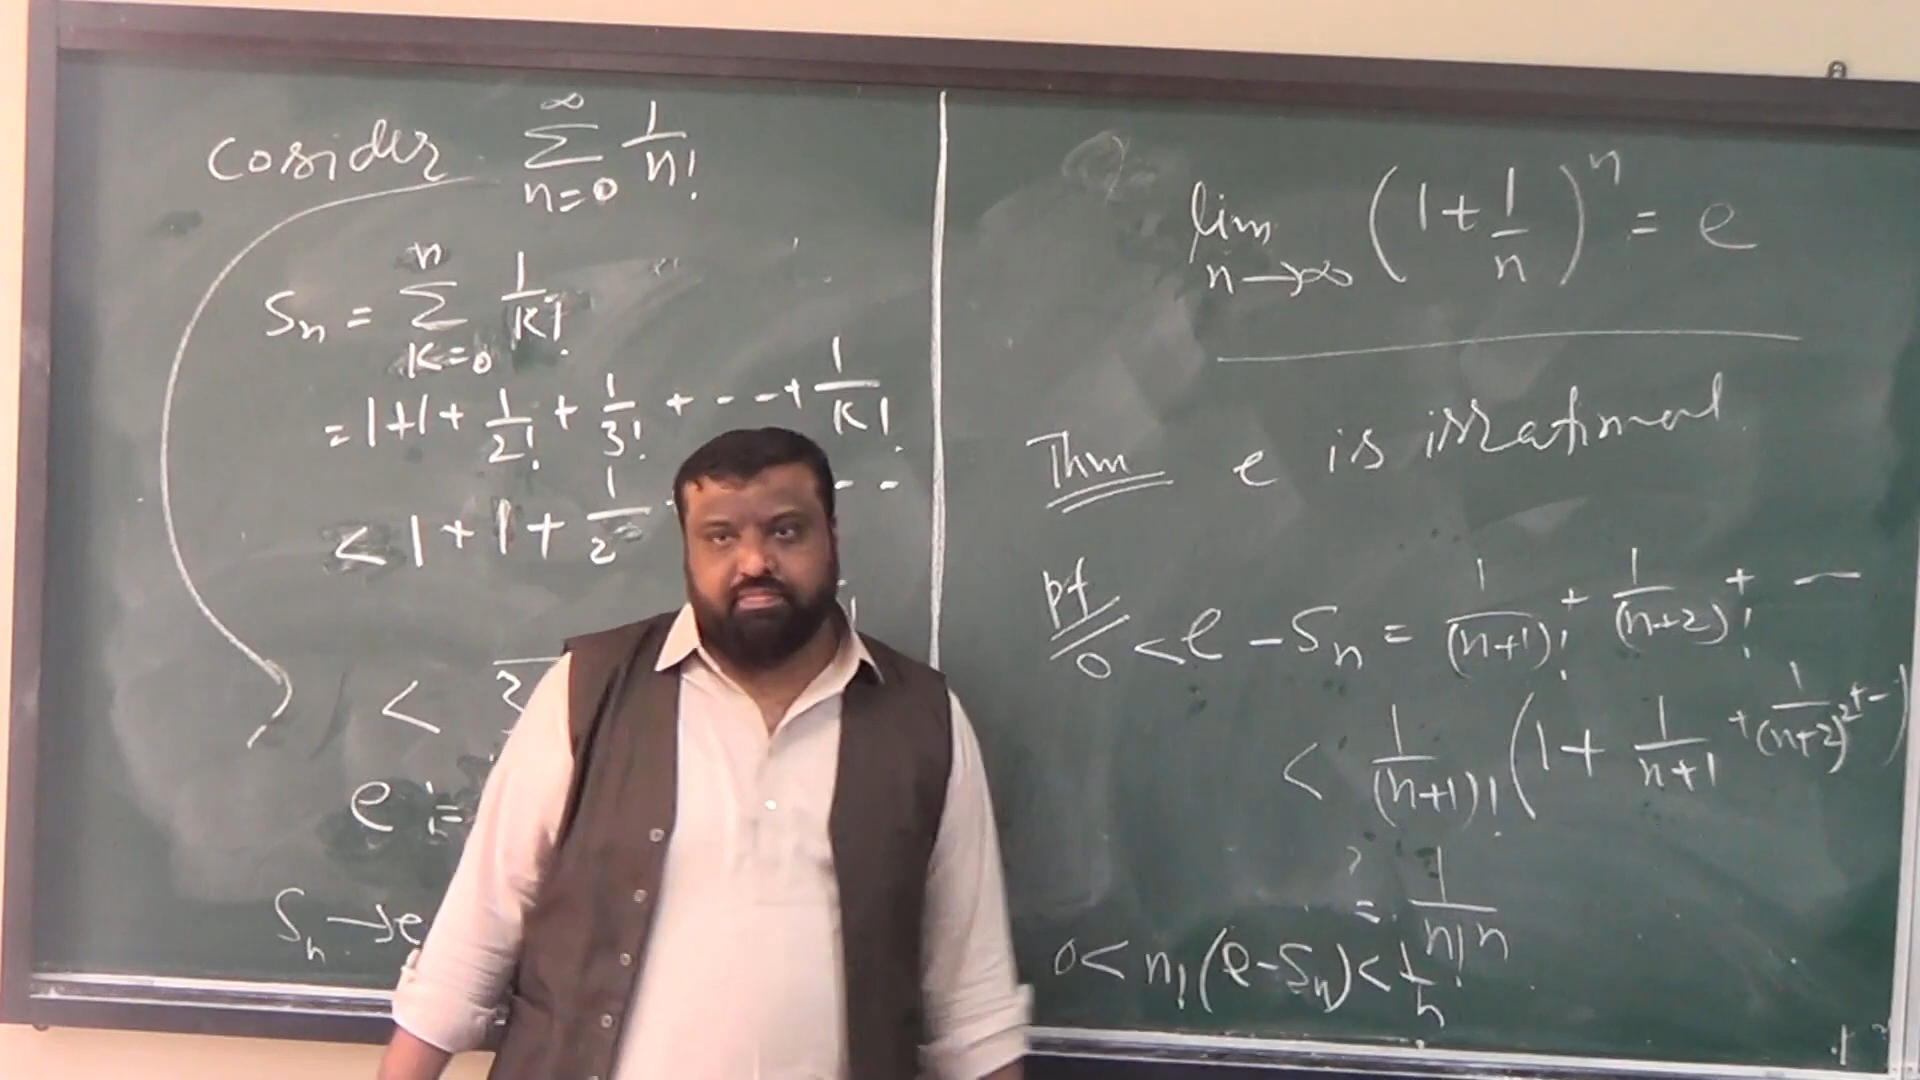 Cosider ∑_{n=0}^{∞} 1/n!
S_n = ∑_{K=0}^{n} 1/K!
= 1 + 1 + 1/2! + 1/3! + --- + 1/K!
< 1 + 1 + 1/2 --
<
e :=
S_n → e
lim_{n→∞} (1 + 1/n)^n = e
Thm e is irrational.
pf
0 < e - S_n = 1/(n+1)! + 1/(n+2)! + --
< 1/(n+1)! (1 + 1/(n+1) + 1/(n+2)^2 + - )
?
= 1/(n! n)
0 < n! (e - S_n) < 1/n